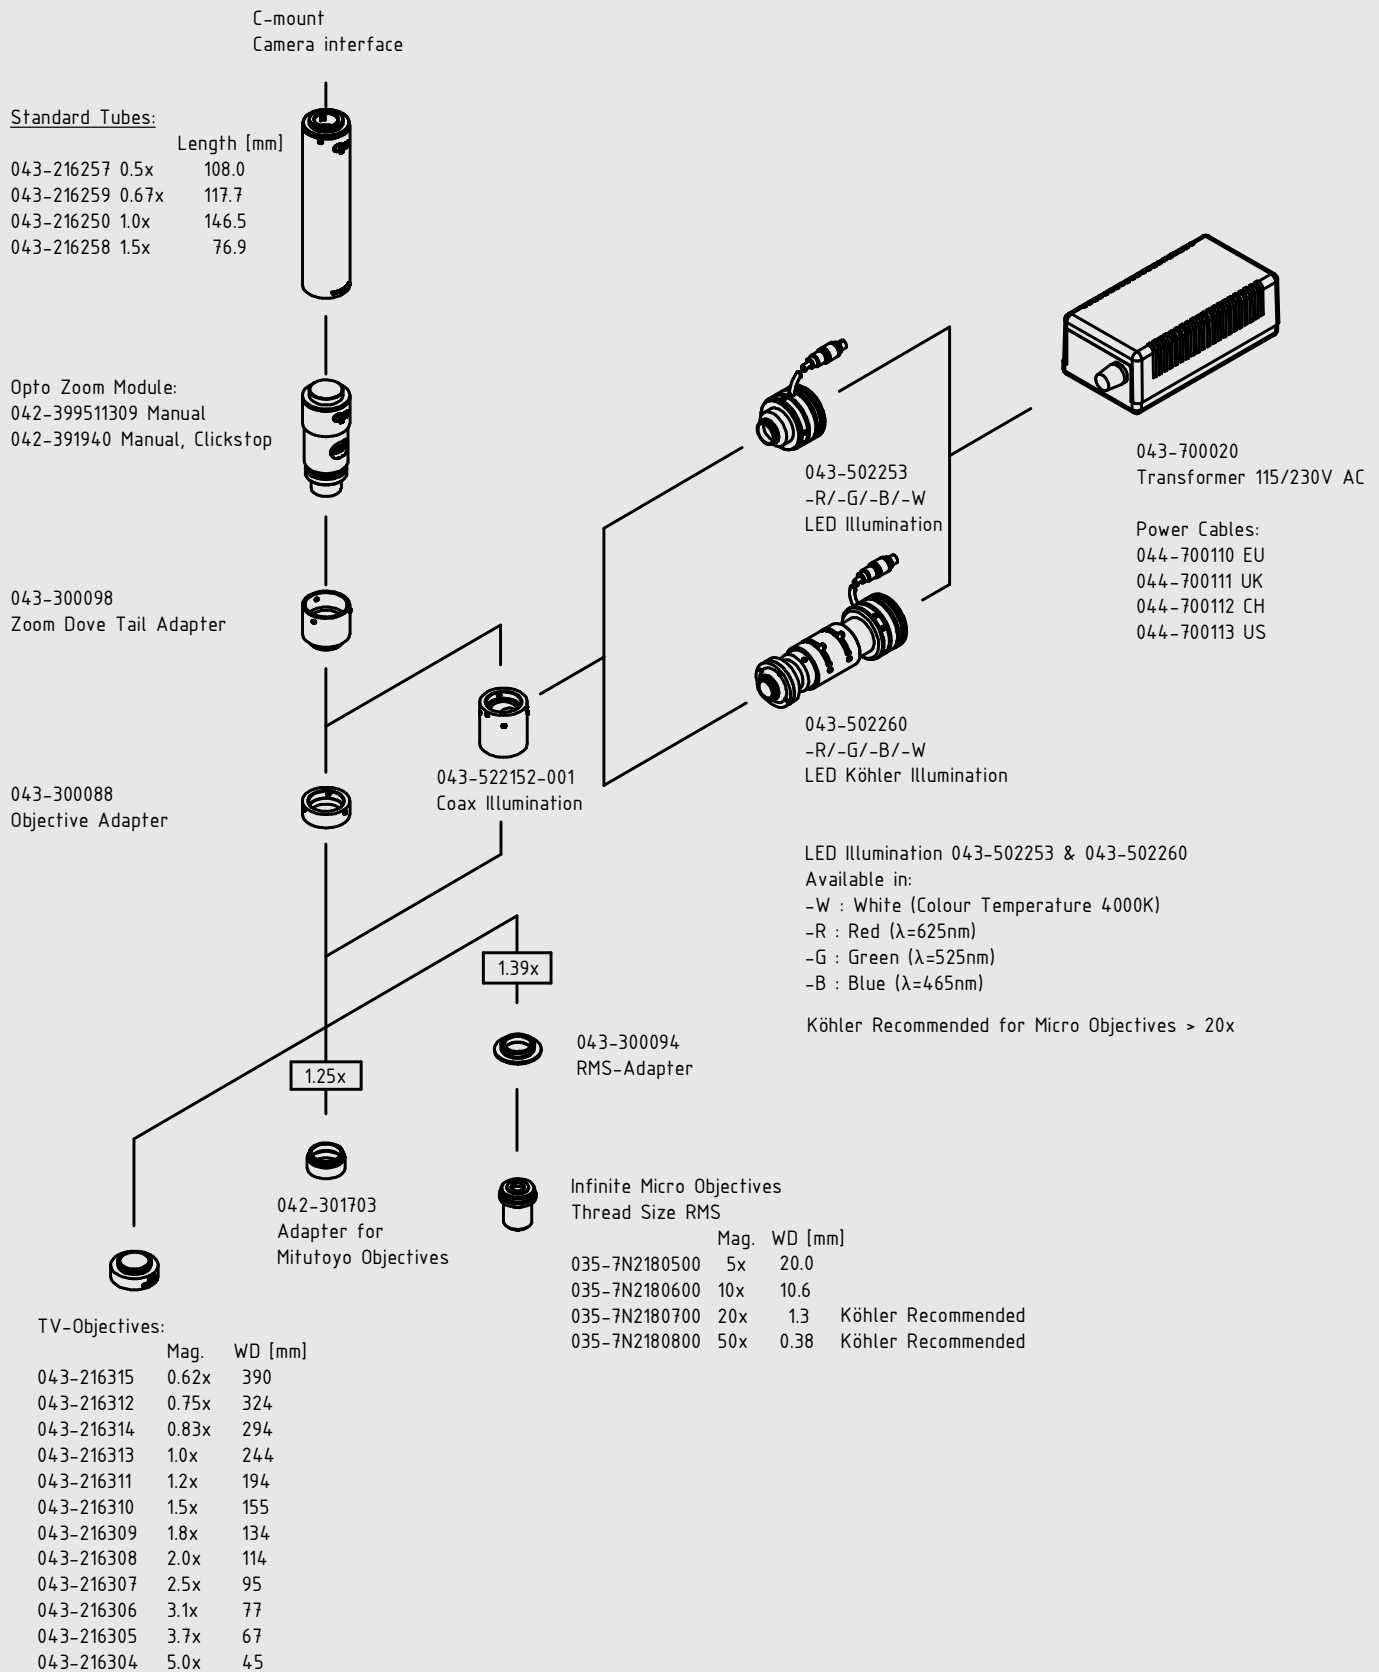 C-mount
Camera interface
Standard Tubes:
Length [mm]
043-216257 0.5x 108.0
043-216259 0.67x 117.7
043-216250 1.0x 146.5
043-216258 1.5x 76.9
Opto Zoom Module:
042-399511309 Manual
042-391940 Manual, Clickstop
043-300098
Zoom Dove Tail Adapter
043-300088
Objective Adapter
043-522152-001
Coax Illumination
043-502253
-R/-G/-B/-W
LED Illumination
043-502260
-R/-G/-B/-W
LED Köhler Illumination
043-700020
Transformer 115/230V AC
Power Cables:
044-700110 EU
044-700111 UK
044-700112 CH
044-700113 US
LED Illumination 043-502253 & 043-502260
Available in:
-W : White (Colour Temperature 4000K)
-R : Red (λ=625nm)
-G : Green (λ=525nm)
-B : Blue (λ=465nm)
Köhler Recommended for Micro Objectives > 20x
1.39x
043-300094
RMS-Adapter
1.25x
042-301703
Adapter for
Mitutoyo Objectives
Infinite Micro Objectives
Thread Size RMS
Mag. WD [mm]
035-7N2180500 5x 20.0
035-7N2180600 10x 10.6
035-7N2180700 20x 1.3 Köhler Recommended
035-7N2180800 50x 0.38 Köhler Recommended
TV-Objectives:
Mag. WD [mm]
043-216315 0.62x 390
043-216312 0.75x 324
043-216314 0.83x 294
043-216313 1.0x 244
043-216311 1.2x 194
043-216310 1.5x 155
043-216309 1.8x 134
043-216308 2.0x 114
043-216307 2.5x 95
043-216306 3.1x 77
043-216305 3.7x 67
043-216304 5.0x 45